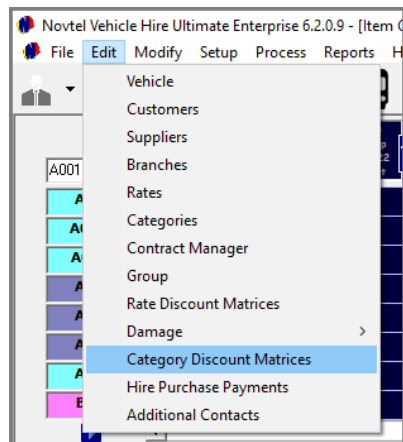 Novtel Vehicle Hire Ultimate Enterprise 6.2.0.9 - [Item
File Edit Modify Setup Process Reports H
Vehicle
Customers
Suppliers
Branches
A001
Rates
Categories
Contract Manager
Group
Rate Discount Matrices
Damage
Category Discount Matrices
Hire Purchase Payments
Additional Contacts